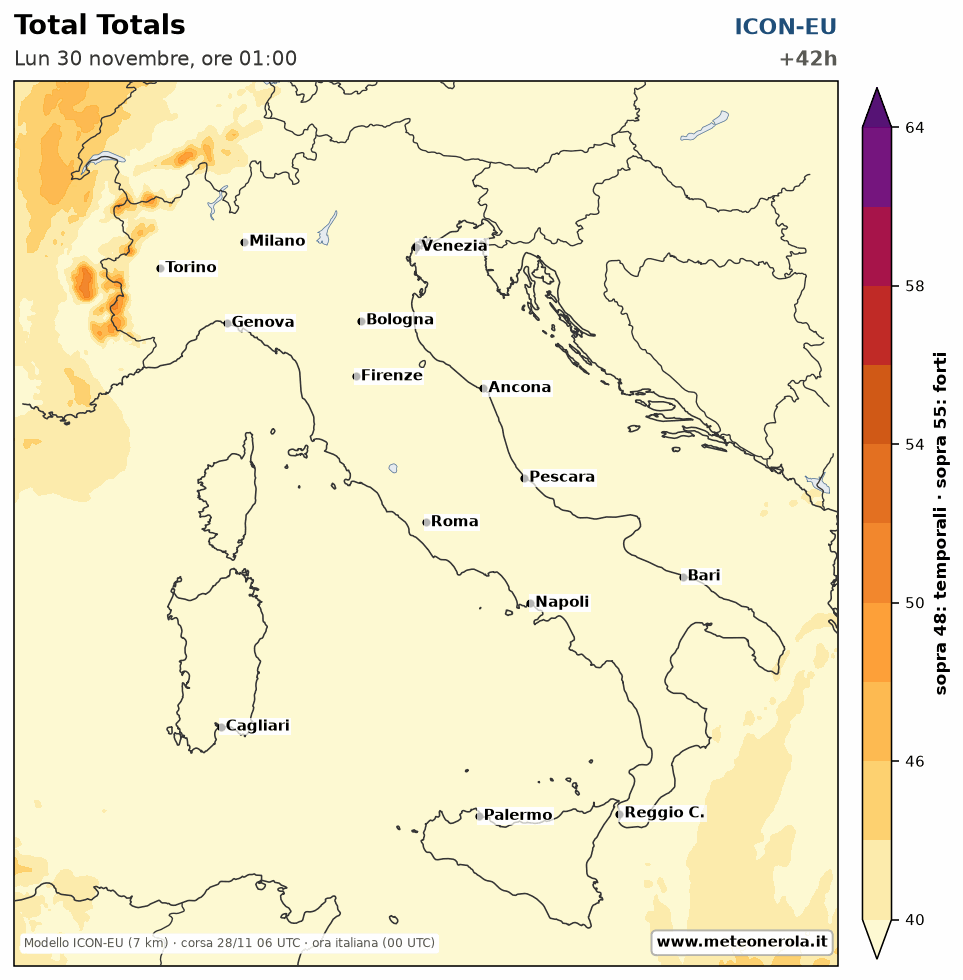 Total Totals
ICON-EU
Lun 30 novembre, ore 01:00
+42h
Milano
Venezia
Torino
Genova
Bologna
Firenze
Ancona
Pescara
Roma
Bari
Napoli
Cagliari
Palermo
Reggio C.
64
58
54
50
46
40
sopra 48: temporali · sopra 55: forti
Modello ICON-EU (7 km) · corsa 28/11 06 UTC · ora italiana (00 UTC)
www.meteonerola.it